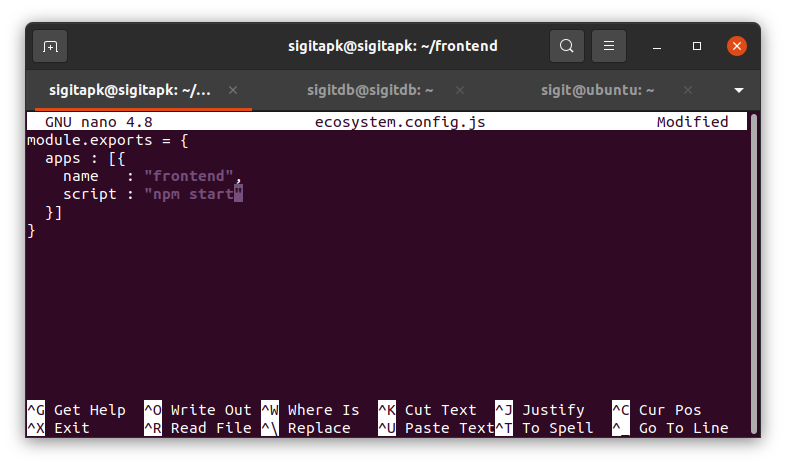 sigitapk@sigitapk: ~/frontend
sigitapk@sigitapk: ~/... sigitdb@sigitdb: ~ sigit@ubuntu: ~
GNU nano 4.8 ecosystem.config.js Modified
module.exports = {
  apps : [{
    name   : "frontend",
    script : "npm start"
  }]
}
^G Get Help ^O Write Out ^W Where Is ^K Cut Text ^J Justify ^C Cur Pos
^X Exit ^R Read File ^\ Replace ^U Paste Text ^T To Spell ^_ Go To Line